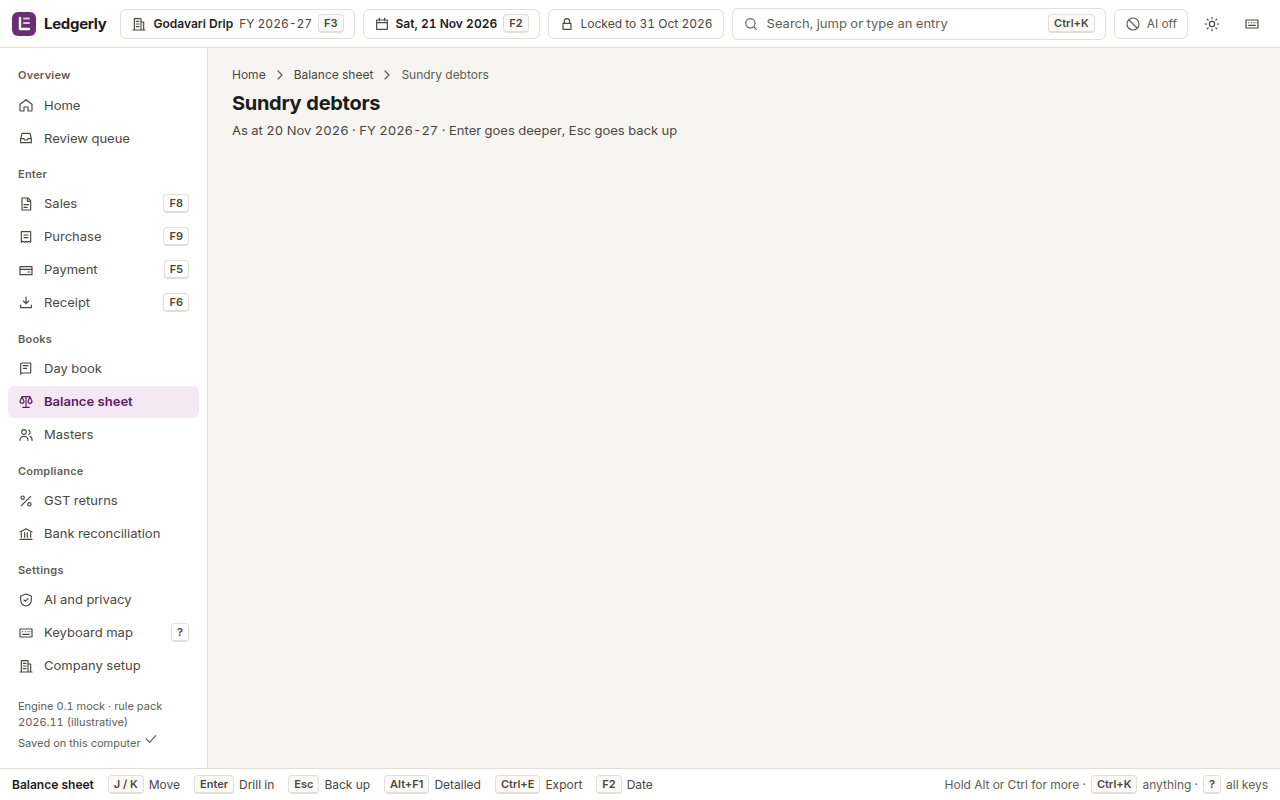 Ledgerly
Godavari Drip FY 2026-27 F3
Sat, 21 Nov 2026 F2
Locked to 31 Oct 2026
Search, jump or type an entry Ctrl+K
AI off
Overview
Home
Review queue
Enter
Sales F8
Purchase F9
Payment F5
Receipt F6
Books
Day book
Balance sheet
Masters
Compliance
GST returns
Bank reconciliation
Settings
AI and privacy
Keyboard map ?
Company setup
Engine 0.1 mock · rule pack
2026.11 (illustrative)
Saved on this computer
Home > Balance sheet > Sundry debtors
Sundry debtors
As at 20 Nov 2026 · FY 2026-27 · Enter goes deeper, Esc goes back up
Balance sheet J / K Move Enter Drill in Esc Back up Alt+F1 Detailed Ctrl+E Export F2 Date
Hold Alt or Ctrl for more · Ctrl+K anything · ? all keys